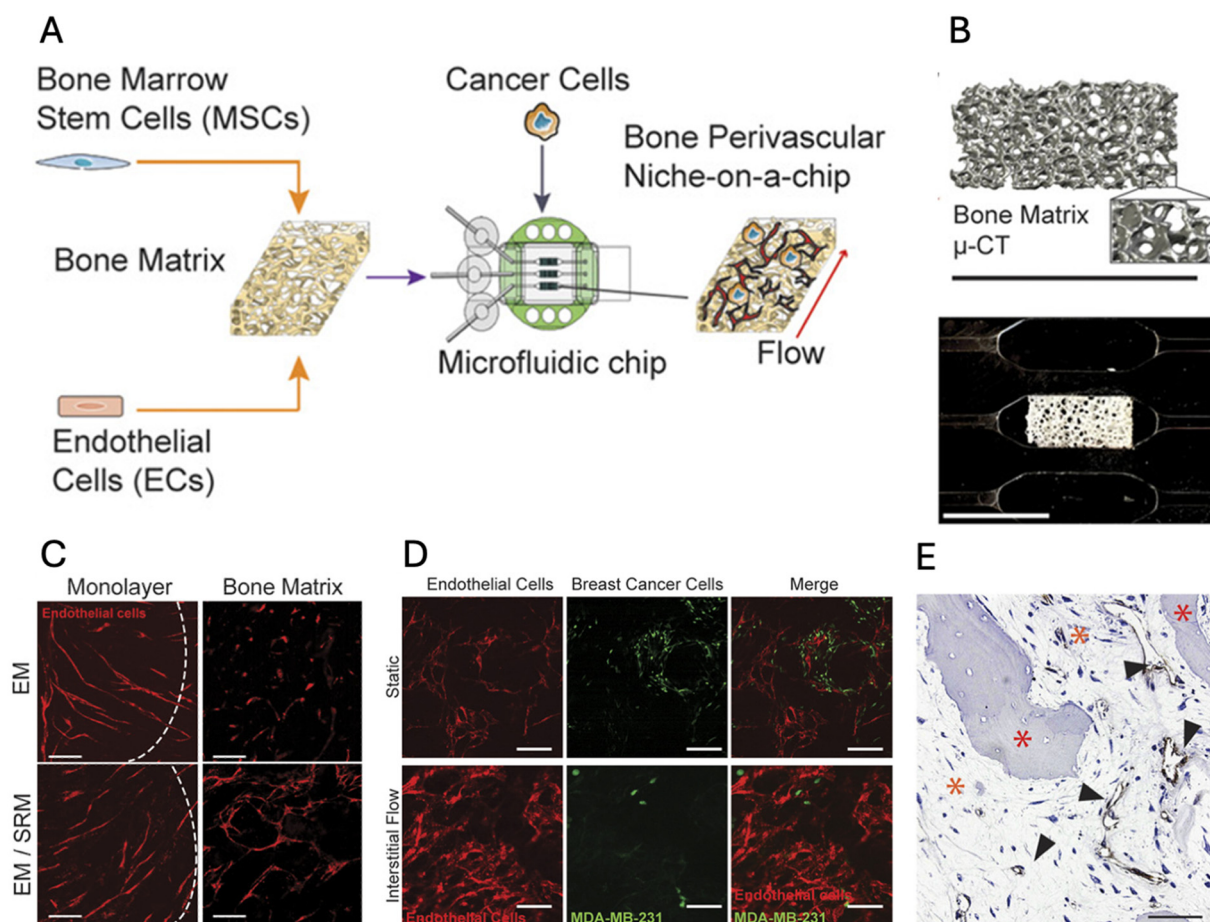 A
Bone Marrow
Stem Cells (MSCs)
Bone Matrix
Endothelial
Cells (ECs)
Cancer Cells
Microfluidic chip
Bone Perivascular
Niche-on-a-chip
Flow
B
Bone Matrix
μ-CT
C
Monolayer
Bone Matrix
EM
Endothelial cells
EM / SRM
D
Endothelial Cells
Breast Cancer Cells
Merge
Static
Interstitial Flow
Endothelial Cells
MDA-MB-231
Endothelial cells
MDA-MB-231
E